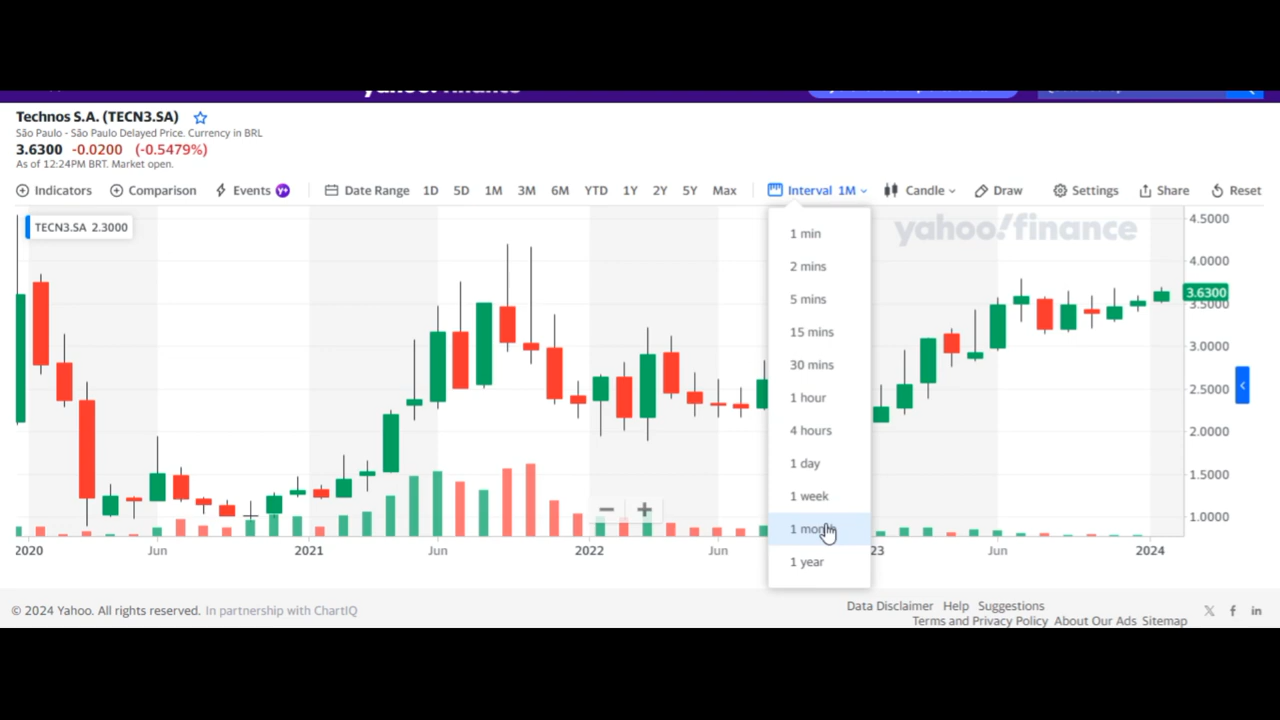 Technos S.A. (TECN3.SA)
São Paulo - São Paulo Delayed Price. Currency in BRL
3.6300 -0.0200 (-0.5479%)
As of 12:24PM BRT. Market open.
Indicators Comparison Events Y+ Date Range 1D 5D 1M 3M 6M YTD 1Y 2Y 5Y Max Interval 1M Candle Draw Settings Share Reset
TECN3.SA 2.3000
yahoo!finance
1 min
2 mins
5 mins
15 mins
30 mins
1 hour
4 hours
1 day
1 week
1 month
1 year
4.5000
4.0000
3.6300
3.5000
3.0000
2.5000
2.0000
1.5000
1.0000
2020 Jun 2021 Jun 2022 Jun 23 Jun 2024
© 2024 Yahoo. All rights reserved. In partnership with ChartIQ
Data Disclaimer Help Suggestions
Terms and Privacy Policy About Our Ads Sitemap